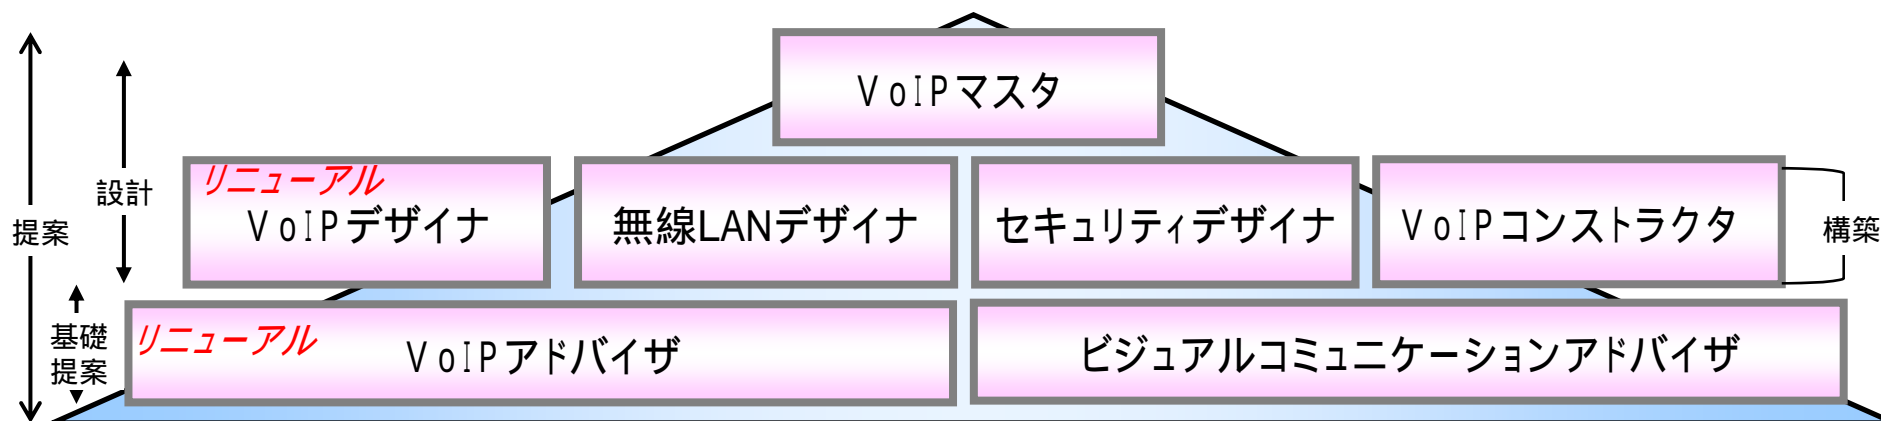 VoIPマスタ
リニューアル
VoIPデザイナ
無線LANデザイナ
セキュリティデザイナ
VoIPコンストラクタ
設計
提案
構築
基礎
提案
リニューアル
VoIPアドバイザ
ビジュアルコミュニケーションアドバイザ